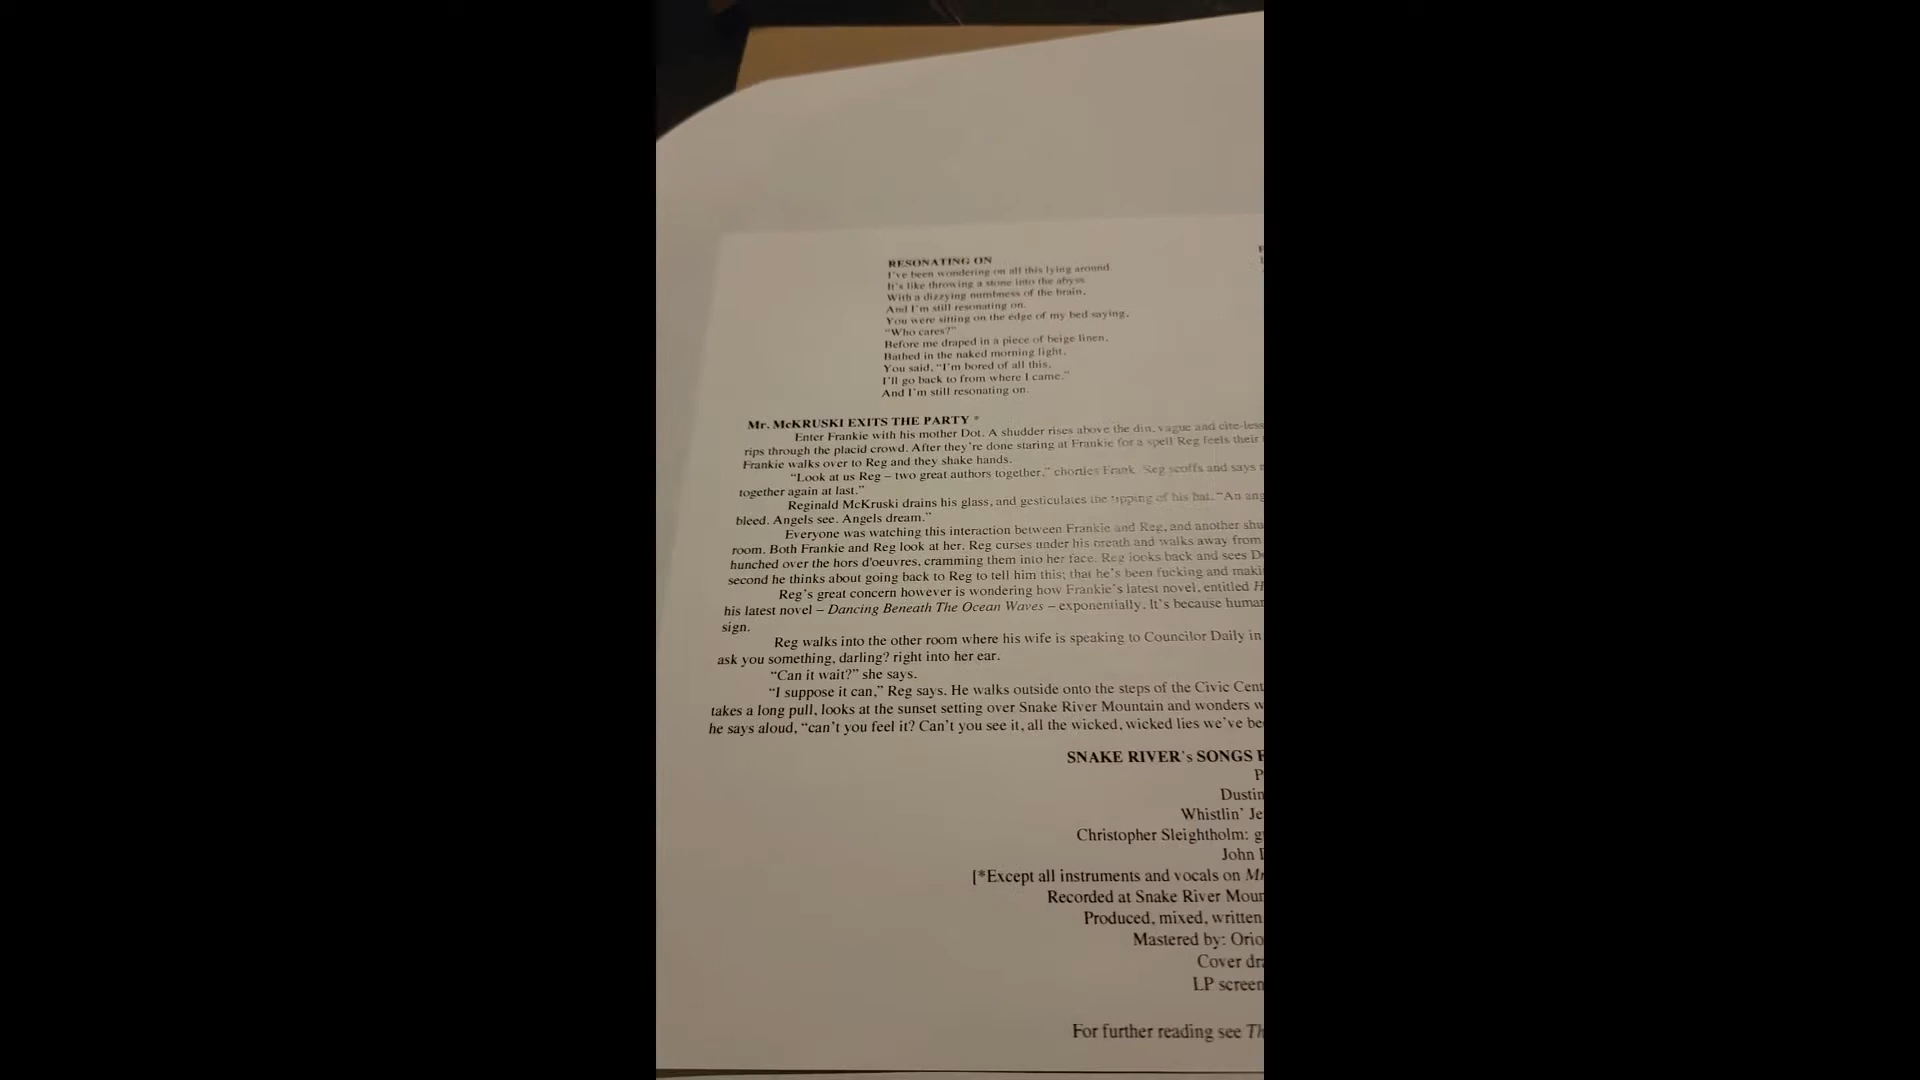 RESONATING ON
I've been wondering on all this lying around
It's like throwing a stone into the abyss
With a dizzying numbness of the brain,
And I'm still resonating on.
You were sitting on the edge of my bed saying,
"Who cares?"
Before me draped in a piece of beige linen,
Bathed in the naked morning light,
You said, "I'm bored of all this,
I'll go back to from where I came."
And I'm still resonating on.
Mr. McKRUSKI EXITS THE PARTY *
Enter Frankie with his mother Dot. A shudder rises above the din, vague and cite-less
rips through the placid crowd. After they're done staring at Frankie for a spell Reg feels their
Frankie walks over to Reg and they shake hands.
"Look at us Reg – two great authors together," chortles Frank. Reg scoffs and says
together again at last."
Reginald McKruski drains his glass, and gesticulates the tipping of his hat. "An ang
bleed. Angels see. Angels dream."
Everyone was watching this interaction between Frankie and Reg, and another shu
room. Both Frankie and Reg look at her. Reg curses under his breath and walks away from
hunched over the hors d'oeuvres, cramming them into her face. Reg looks back and sees D
second he thinks about going back to Reg to tell him this; that he's been fucking and maki
Reg's great concern however is wondering how Frankie's latest novel, entitled H
his latest novel – Dancing Beneath The Ocean Waves – exponentially. It's because human
sign.
Reg walks into the other room where his wife is speaking to Councilor Daily in
ask you something, darling? right into her ear.
"Can it wait?" she says.
"I suppose it can," Reg says. He walks outside onto the steps of the Civic Cent
takes a long pull, looks at the sunset setting over Snake River Mountain and wonders w
he says aloud, "can't you feel it? Can't you see it, all the wicked, wicked lies we've be
SNAKE RIVER's SONGS F
P
Dustin
Whistlin' Je
Christopher Sleightholm: g
John D
[*Except all instruments and vocals on Mr
Recorded at Snake River Moun
Produced, mixed, written
Mastered by: Orio
Cover dra
LP screen
For further reading see Th